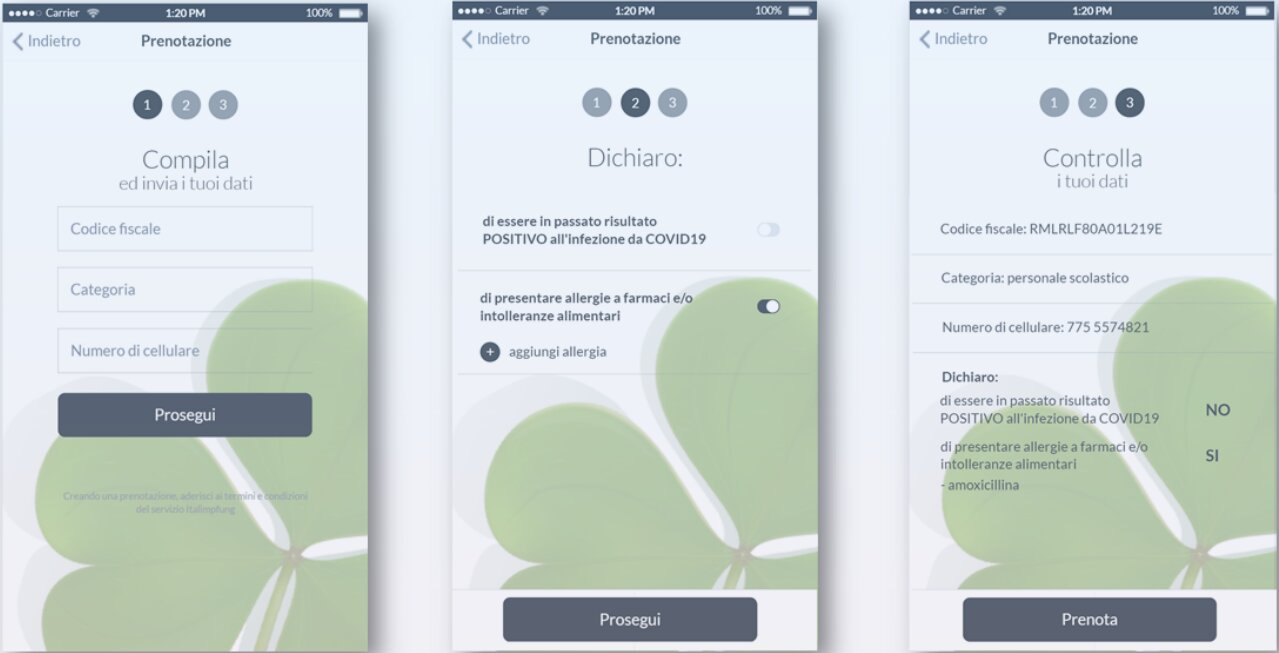 Carrier 1:20 PM 100%
Indietro Prenotazione
1 2 3
Compila
ed invia i tuoi dati
Codice fiscale
Categoria
Numero di cellulare
Prosegui
Creando una prenotazione, aderisci ai termini e condizioni
del servizio italimpfung
Carrier 1:20 PM 100%
Indietro Prenotazione
1 2 3
Dichiaro:
di essere in passato risultato
POSITIVO all'infezione da COVID19
di presentare allergie a farmaci e/o
intolleranze alimentari
+ aggiungi allergia
Prosegui
Carrier 1:20 PM 100%
Indietro Prenotazione
1 2 3
Controlla
i tuoi dati
Codice fiscale: RMLRLF80A01L219E
Categoria: personale scolastico
Numero di cellulare: 775 5574821
Dichiaro:
di essere in passato risultato
POSITIVO all'infezione da COVID19 NO
di presentare allergie a farmaci e/o
intolleranze alimentari SI
- amoxicillina
Prenota